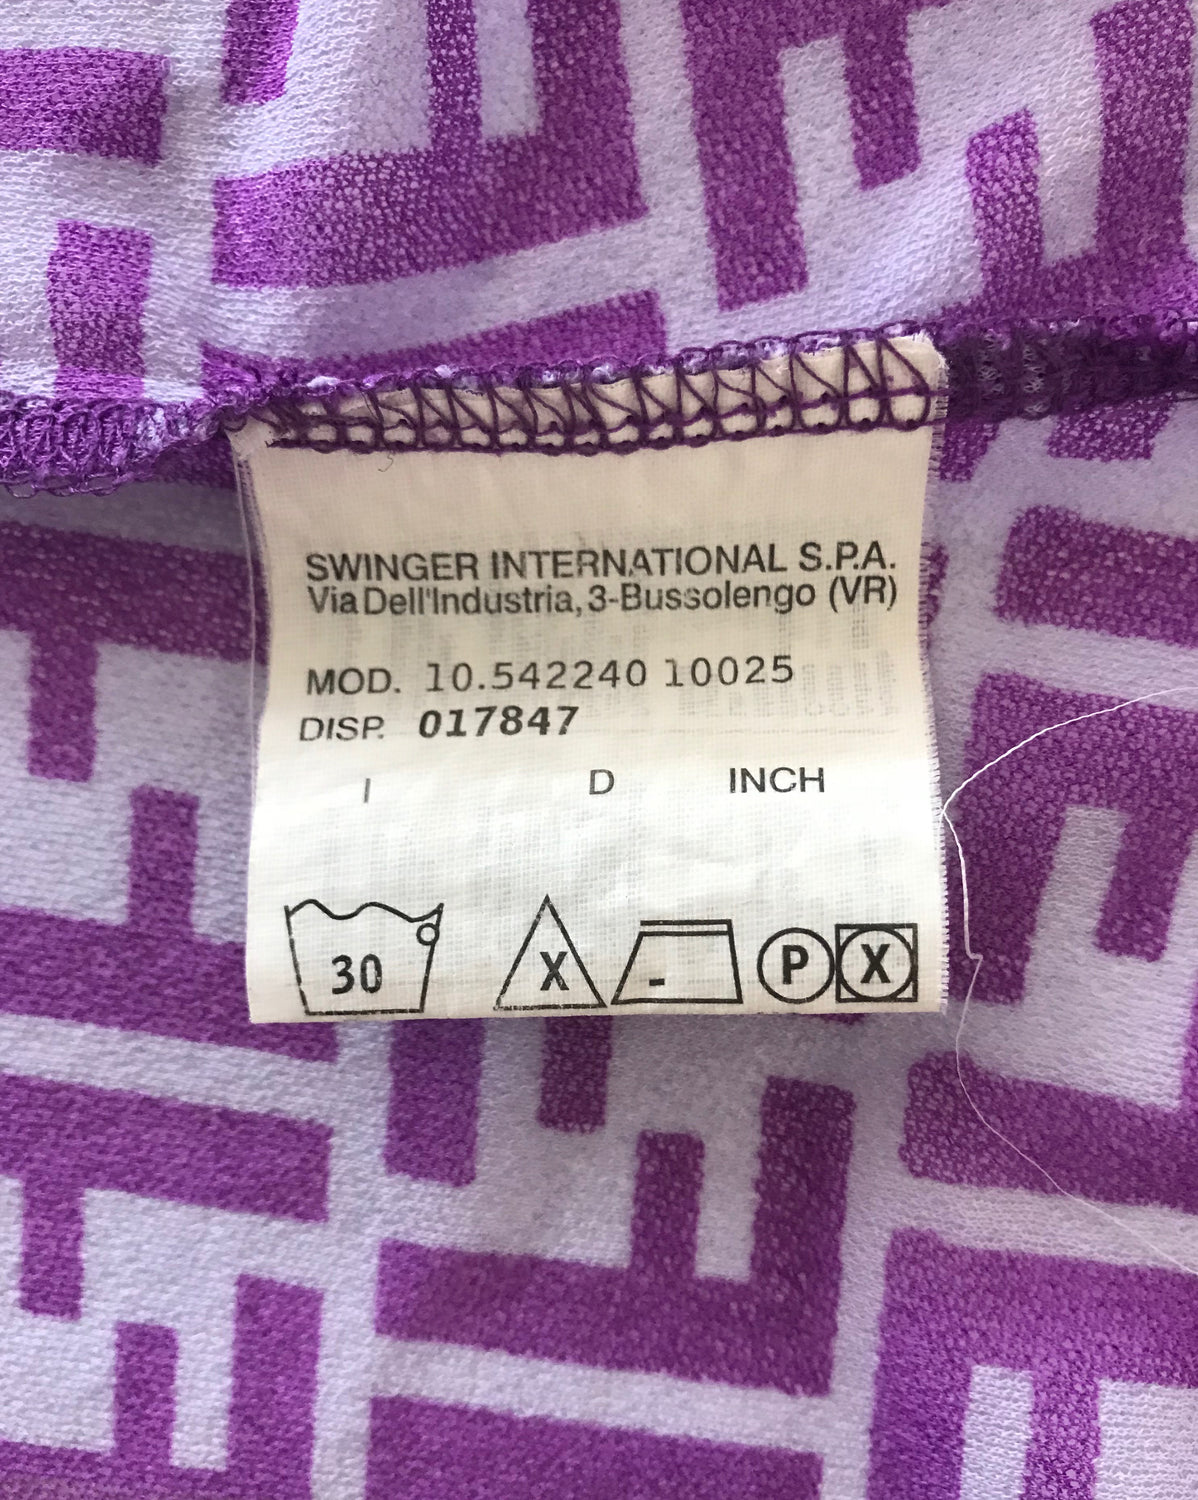 SWINGER INTERNATIONAL S.P.A.
Via Dell'Industria, 3-Bussolengo (VR)
MOD. 10.542240 10025
DISP. 017847
I D INCH
30 X - P X